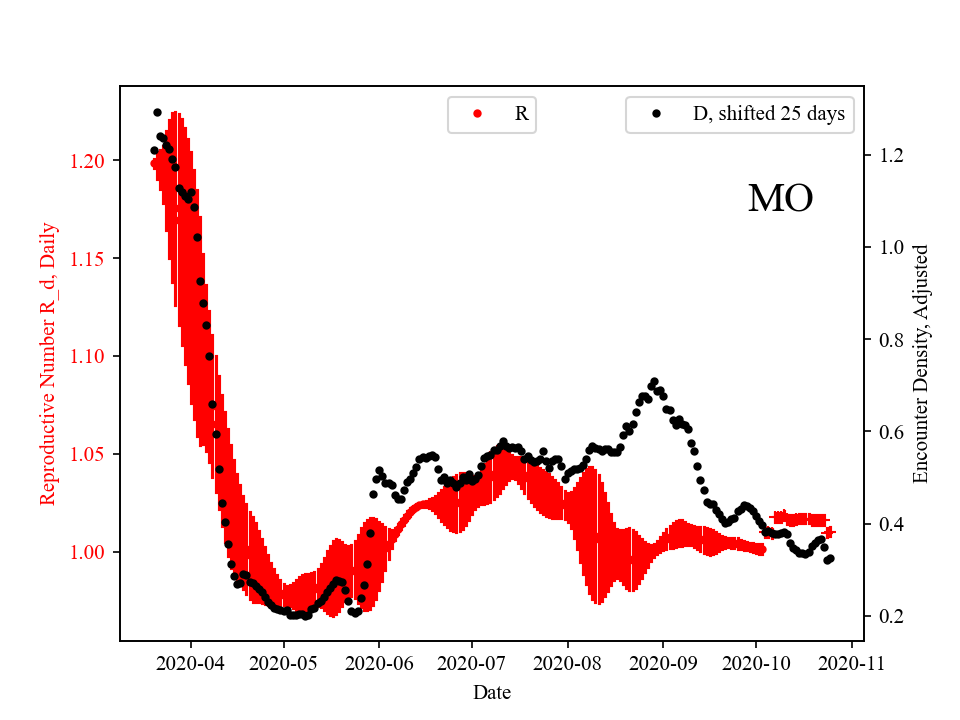 R
D, shifted 25 days
MO
Reproductive Number R_d, Daily
1.20
1.15
1.10
1.05
1.00
1.2
1.0
0.8
0.6
0.4
0.2
Encounter Density, Adjusted
2020-04 2020-05 2020-06 2020-07 2020-08 2020-09 2020-10 2020-11
Date